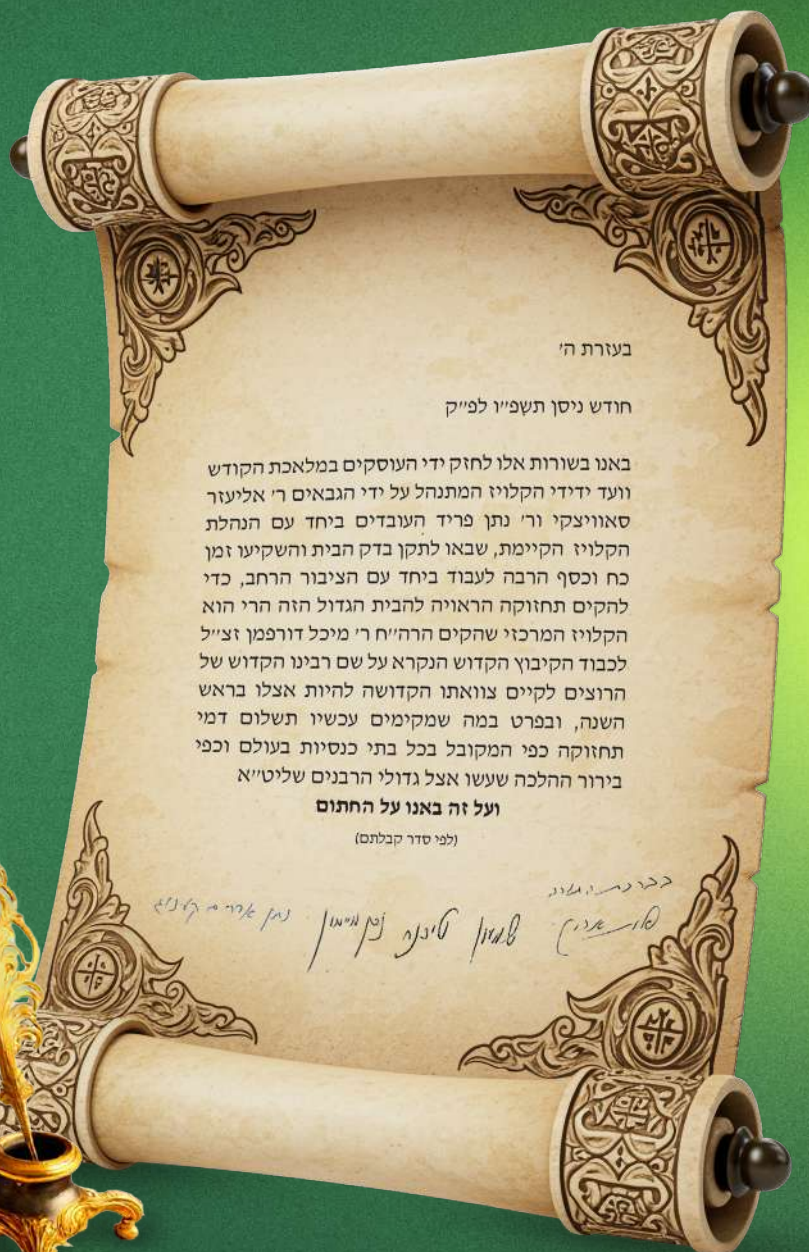 בעזרת ה'
חודש ניסן תשפ"ו לפ"ק
באנו בשורות אלו לחזק ידי העוסקים במלאכת הקודש
וועד ידידי הקלויז המתנהל על ידי הגבאים ר' אליעזר
סאוויצקי ור' נתן פריד העובדים ביחד עם הנהלת
הקלויז הקיימת, שבאו לתקן בדק הבית והשקיעו זמן
כח וכסף הרבה לעבוד ביחד עם הציבור הרחב, כדי
להקים תחזוקה הראויה להבית הגדול הזה הרי הוא
הקלויז המרכזי שהקים הרה"ח ר' מיכל דורפמן זצ"ל
לכבוד הקיבוץ הקדוש הנקרא על שם רבינו הקדוש של
הרוצים לקיים צוואתו הקדושה להיות אצלו בראש
השנה, ובפרט במה שמקימים עכשיו תשלום דמי
תחזוקה כפי המקובל בכל בתי כנסיות בעולם וכפי
בירור ההלכה שעשו אצל גדולי הרבנים שליט"א
ועל זה באנו על החתום
(לפי סדר קבלתם)
בברכת התורה
שמעון נתן מיימון נתן